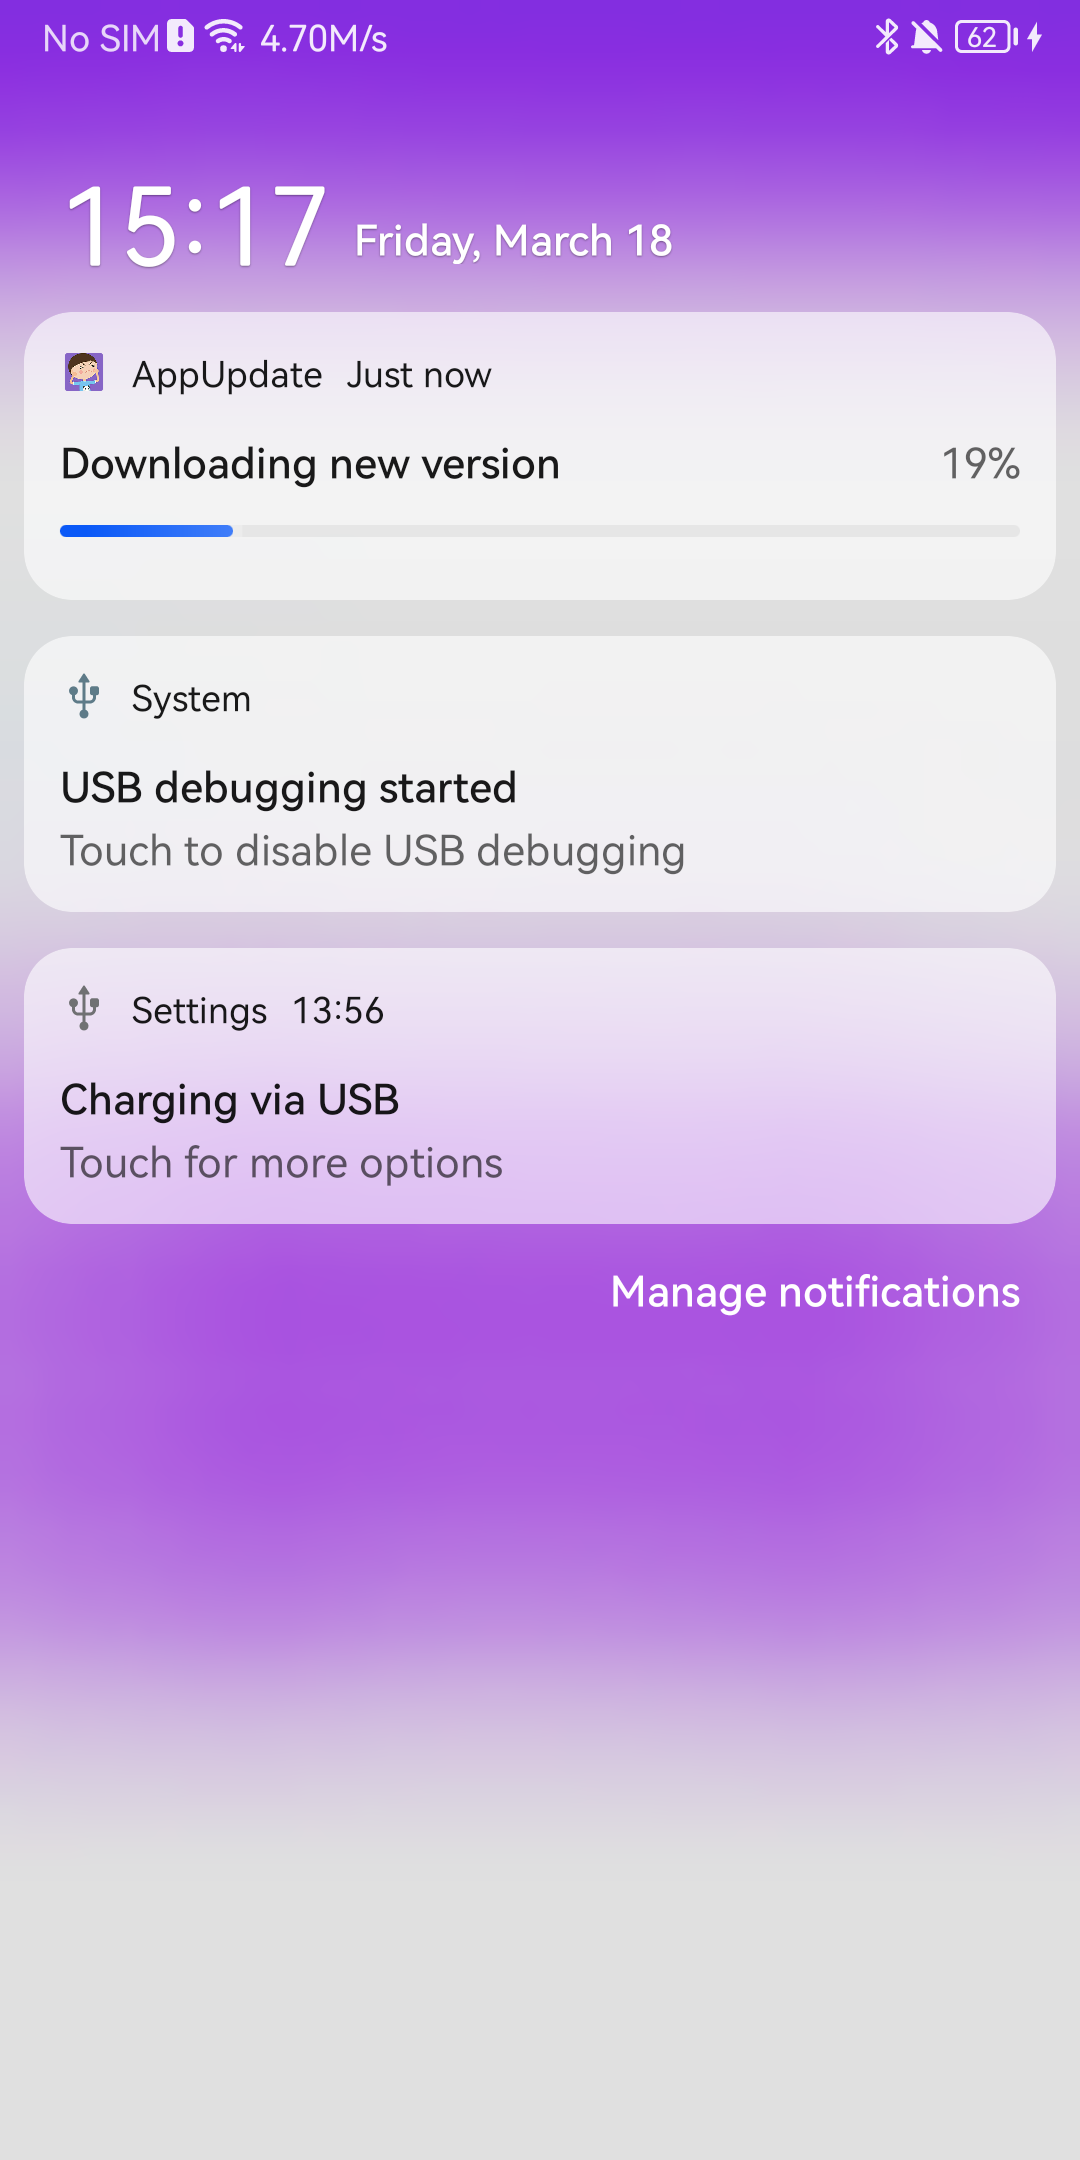 No SIM 4.70M/s 62
15:17 Friday, March 18
AppUpdate Just now
Downloading new version 19%
System
USB debugging started
Touch to disable USB debugging
Settings 13:56
Charging via USB
Touch for more options
Manage notifications